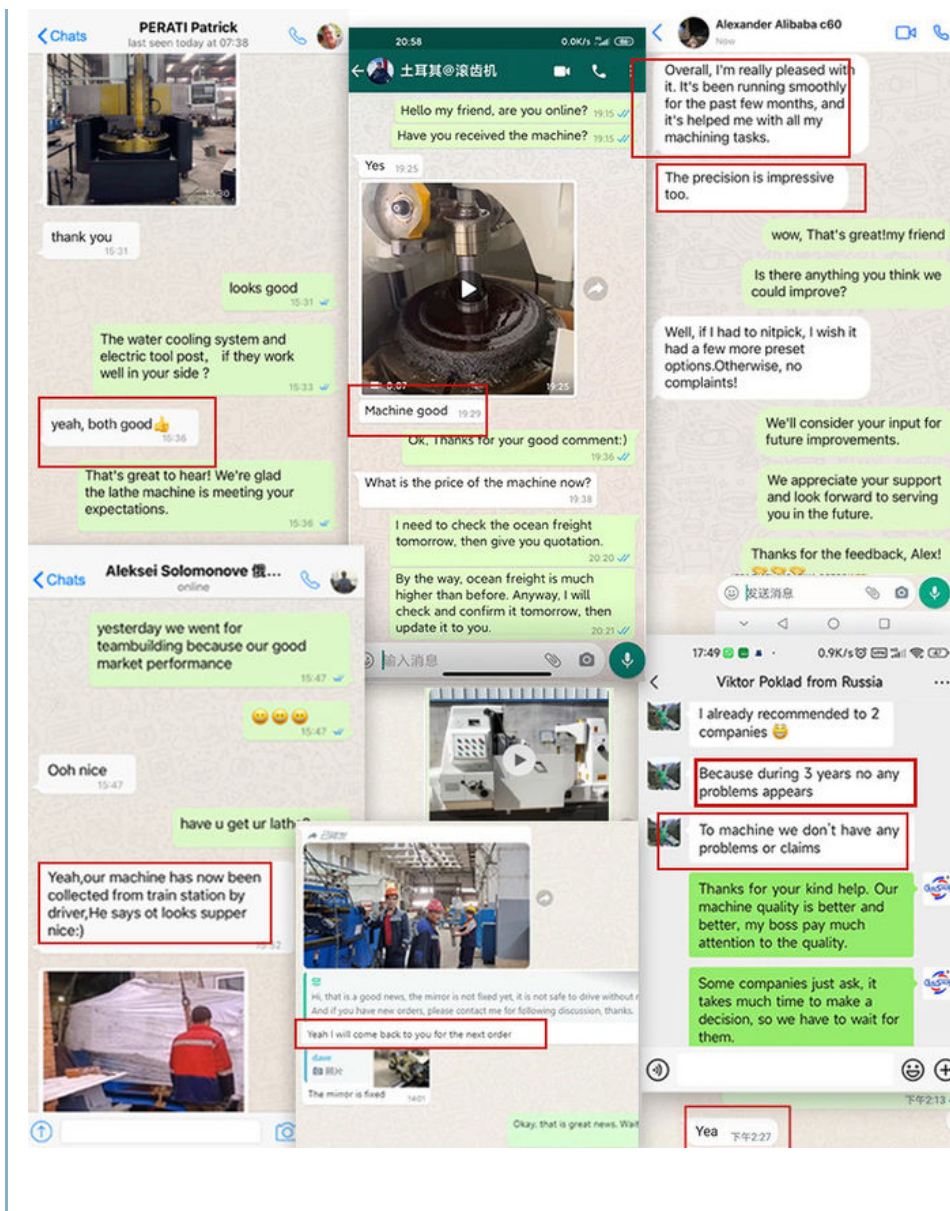 Chats
PERATI Patrick
last seen today at 07:38
15:30
thank you
15:31
looks good
15:31
The water cooling system and
electric tool post, if they work
well in your side ?
15:33
yeah, both good👍
15:36
That's great to hear! We're glad
the lathe machine is meeting your
expectations.
15:36
20:58
0.0K/s
土耳其@滚齿机
Hello my friend, are you online? 19:15
Have you received the machine? 19:15
Yes 19:25
0:07
19:25
Machine good 19:29
Ok, Thanks for your good comment:)
19:36
What is the price of the machine now?
19:38
I need to check the ocean freight
tomorrow, then give you quotation.
20:20
By the way, ocean freight is much
higher than before. Anyway, I will
check and confirm it tomorrow, then
update it to you. 20:21
输入消息
Alexander Alibaba c60
Now
Overall, I'm really pleased with
it. It's been running smoothly
for the past few months, and
it's helped me with all my
machining tasks.
The precision is impressive
too.
wow, That's great!my friend
Is there anything you think we
could improve?
Well, if I had to nitpick, I wish it
had a few more preset
options.Otherwise, no
complaints!
We'll consider your input for
future improvements.
We appreciate your support
and look forward to serving
you in the future.
Thanks for the feedback, Alex!
发送消息
Chats
Aleksei Solomonove 俄...
online
yesterday we went for
teambuilding because our good
market performance
15:47
😀😀😀
15:47
Ooh nice
15:47
have u get ur lathe?
Yeah,our machine has now been
collected from train station by
driver,He says ot looks supper
nice:)
Hi, that is a good news, the mirror is not fixed yet, it is not safe to drive without
And if you have new orders, please contact me for following discussion, thanks.
Yeah I will come back to you for the next order
dave
照片
The mirror is fixed 1401
Okay. that is great news. Wait
17:49
0.9K/s
Viktor Poklad from Russia
I already recommended to 2
companies 😁
Because during 3 years no any
problems appears
To machine we don't have any
problems or claims
Thanks for your kind help. Our
machine quality is better and
better, my boss pay much
attention to the quality.
Some companies just ask, it
takes much time to make a
decision, so we have to wait for
them.
下午2:13
Yea 下午2:27